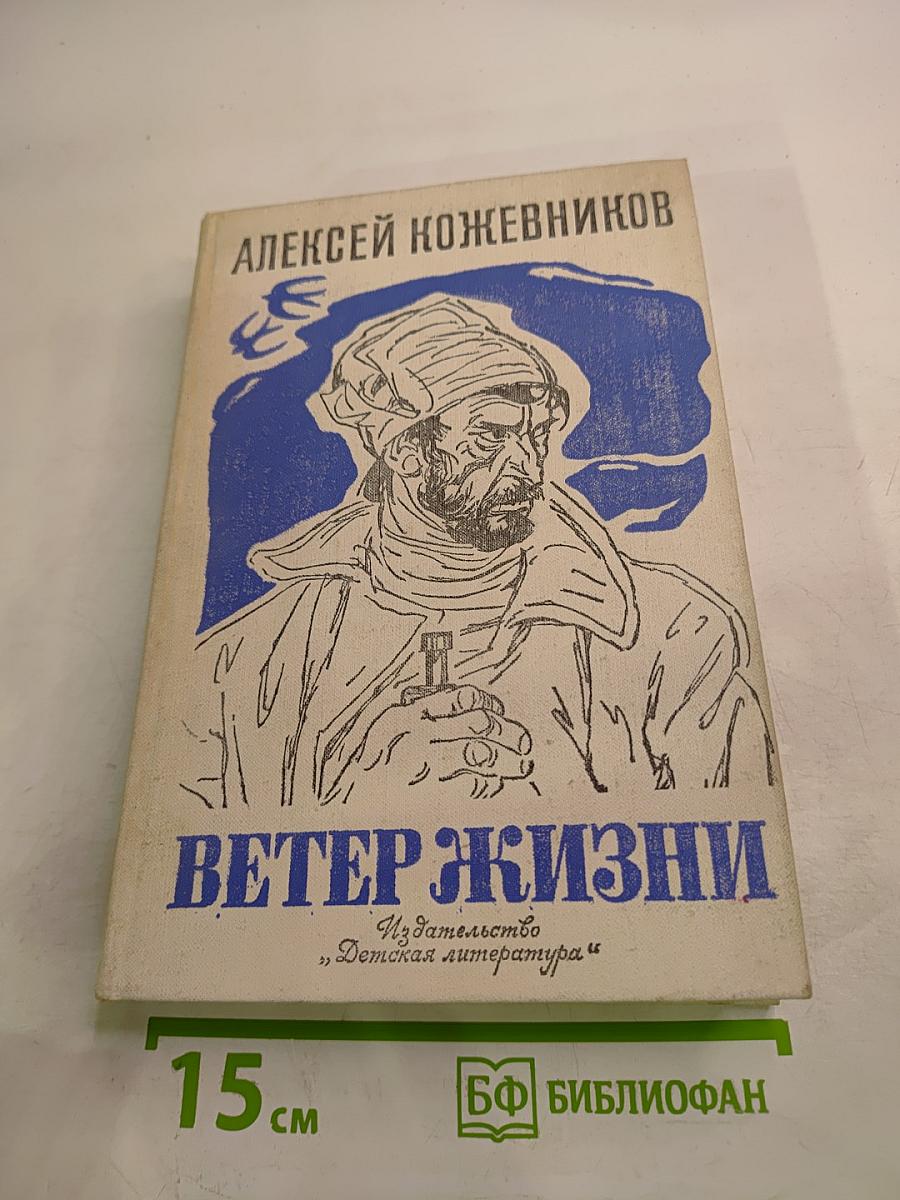 АЛЕКСЕЙ КОЖЕВНИКОВ
ВЕТЕР ЖИЗНИ
Издательство
„Детская литература“
15 см
БФ БИБЛИОФАН